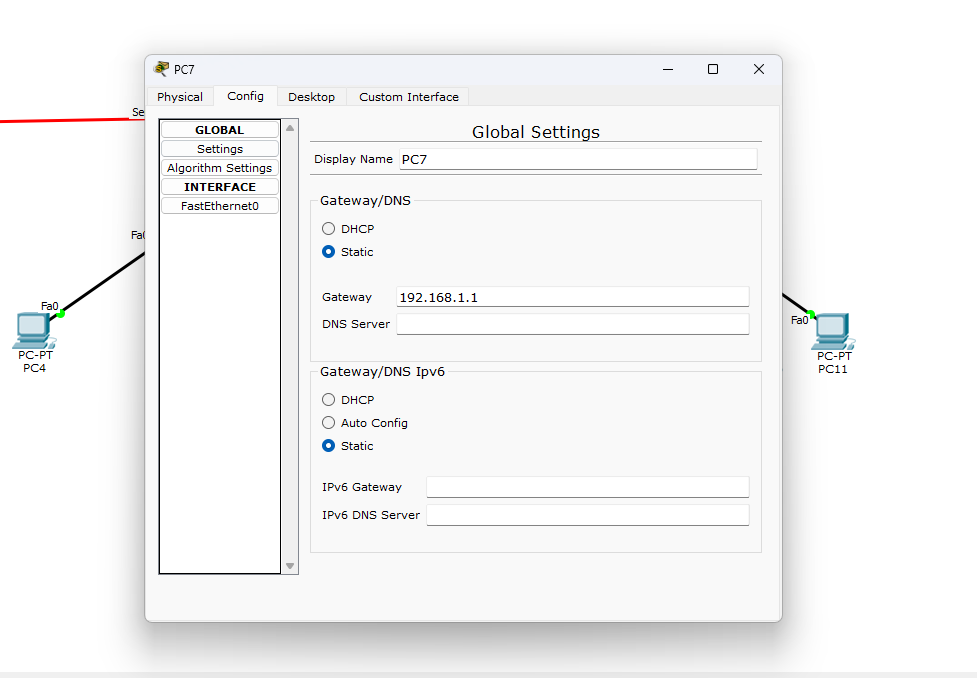 PC7
Physical
Config
Desktop
Custom Interface
Se
GLOBAL
Settings
Algorithm Settings
INTERFACE
FastEthernet0
Global Settings
Display Name PC7
Gateway/DNS
DHCP
Static
Gateway 192.168.1.1
DNS Server
Gateway/DNS Ipv6
DHCP
Auto Config
Static
IPv6 Gateway
IPv6 DNS Server
Fa0
Fa0
PC-PT
PC4
Fa0
PC-PT
PC11